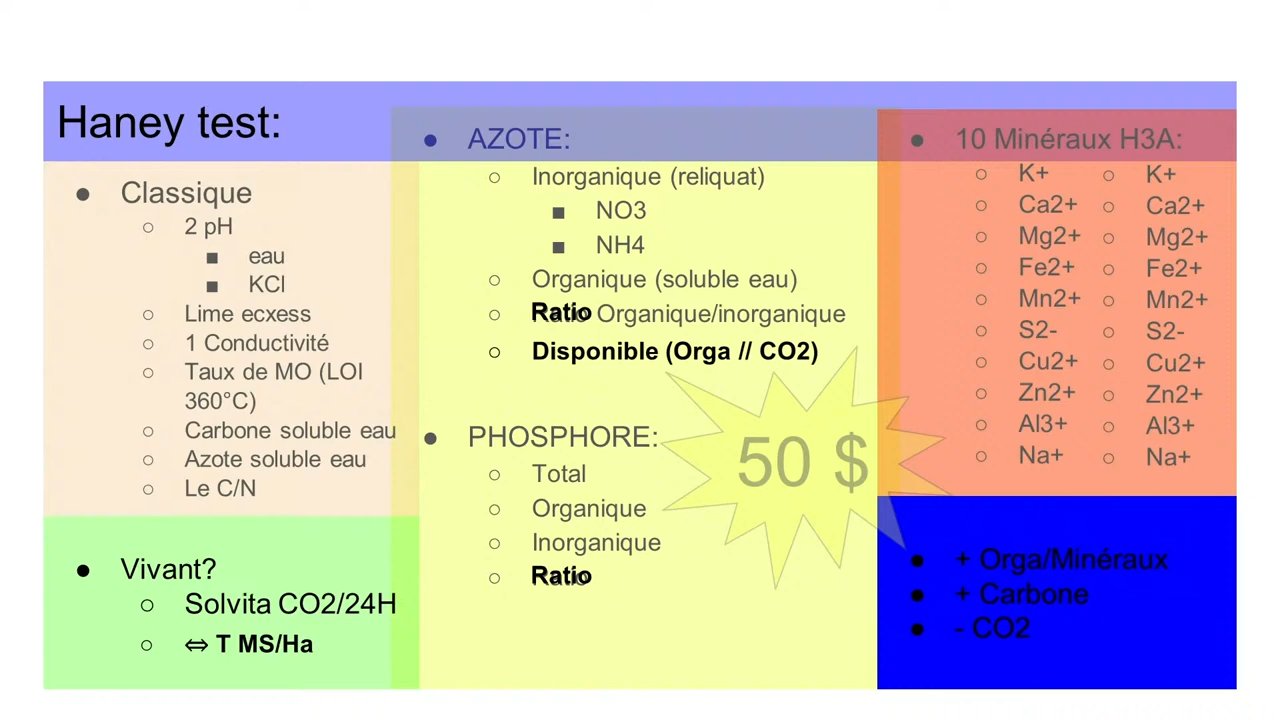 Haney test:
● Classique
○ 2 pH
■ eau
■ KCl
○ Lime ecxess
○ 1 Conductivité
○ Taux de MO (LOI
360°C)
○ Carbone soluble eau
○ Azote soluble eau
○ Le C/N
● Vivant?
○ Solvita CO2/24H
○ ⇔ T MS/Ha
● AZOTE:
○ Inorganique (reliquat)
■ NO3
■ NH4
○ Organique (soluble eau)
○ Ratio Organique/inorganique
○ Disponible (Orga // CO2)
● PHOSPHORE:
○ Total
○ Organique
○ Inorganique
○ Ratio
50 $
● 10 Minéraux H3A:
○ K+ ○ K+
○ Ca2+ ○ Ca2+
○ Mg2+ ○ Mg2+
○ Fe2+ ○ Fe2+
○ Mn2+ ○ Mn2+
○ S2- ○ S2-
○ Cu2+ ○ Cu2+
○ Zn2+ ○ Zn2+
○ Al3+ ○ Al3+
○ Na+ ○ Na+
● + Orga/Minéraux
● + Carbone
● - CO2